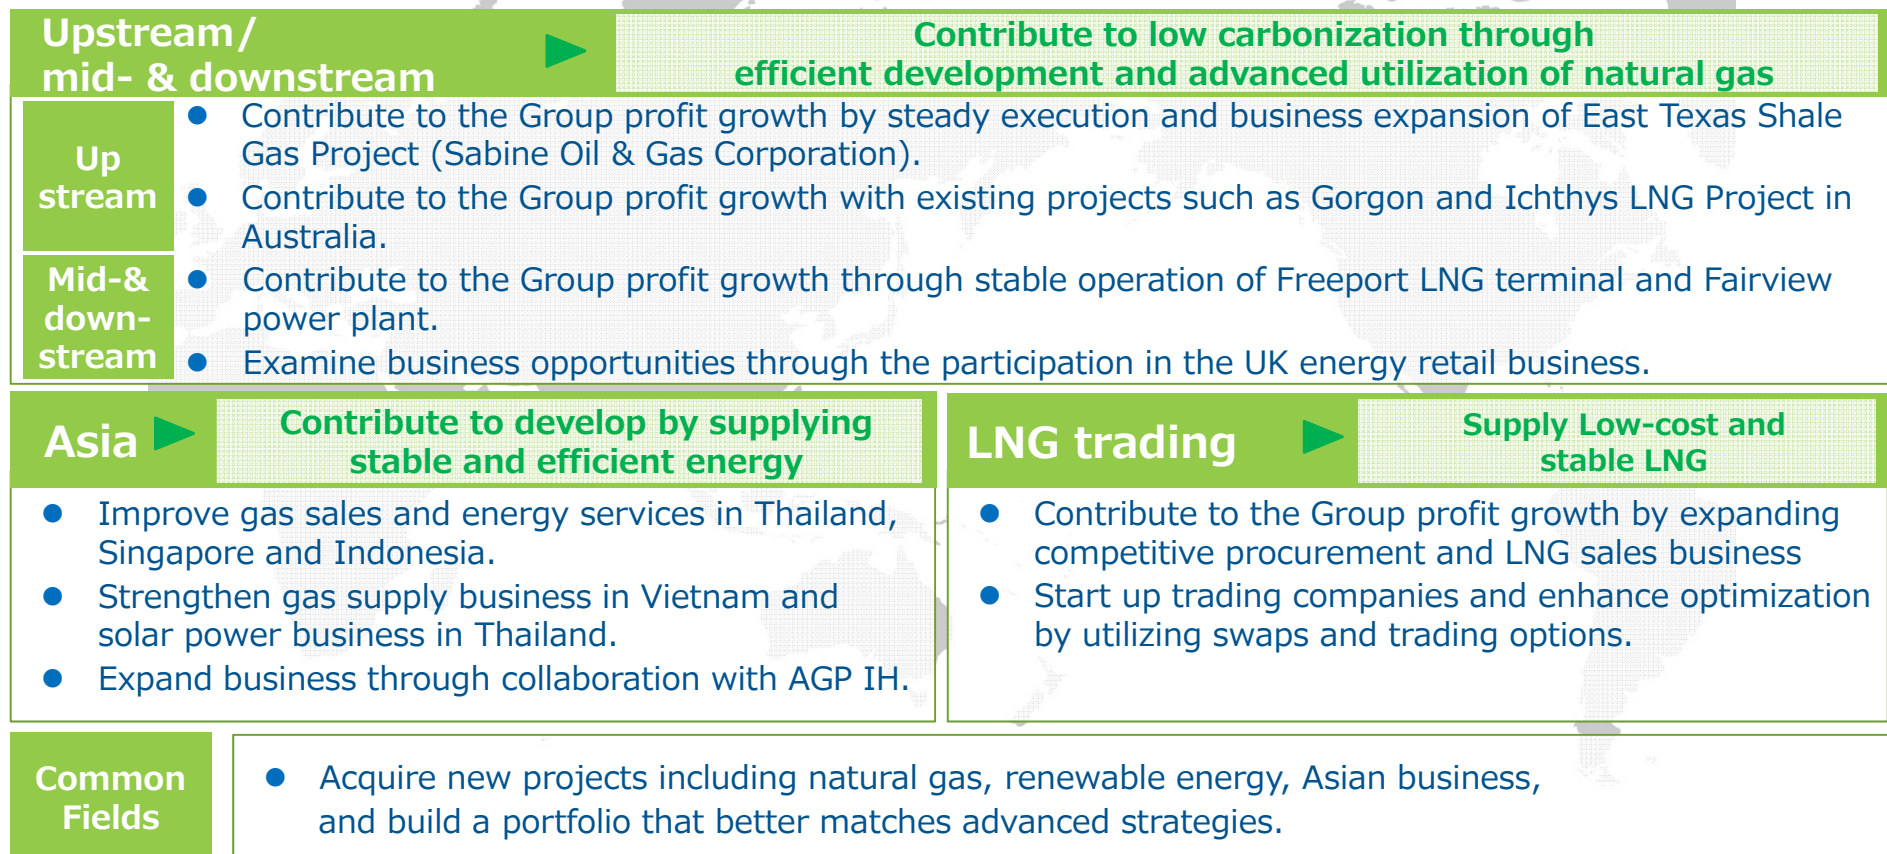 Upstream/
mid- & downstream
Contribute to low carbonization through
efficient development and advanced utilization of natural gas
Up
stream
● Contribute to the Group profit growth by steady execution and business expansion of East Texas Shale
Gas Project (Sabine Oil & Gas Corporation).
● Contribute to the Group profit growth with existing projects such as Gorgon and Ichthys LNG Project in
Australia.
Mid-&
down-
stream
● Contribute to the Group profit growth through stable operation of Freeport LNG terminal and Fairview
power plant.
● Examine business opportunities through the participation in the UK energy retail business.
Asia
Contribute to develop by supplying
stable and efficient energy
● Improve gas sales and energy services in Thailand,
Singapore and Indonesia.
● Strengthen gas supply business in Vietnam and
solar power business in Thailand.
● Expand business through collaboration with AGP IH.
LNG trading
Supply Low-cost and
stable LNG
● Contribute to the Group profit growth by expanding
competitive procurement and LNG sales business
● Start up trading companies and enhance optimization
by utilizing swaps and trading options.
Common
Fields
● Acquire new projects including natural gas, renewable energy, Asian business,
and build a portfolio that better matches advanced strategies.